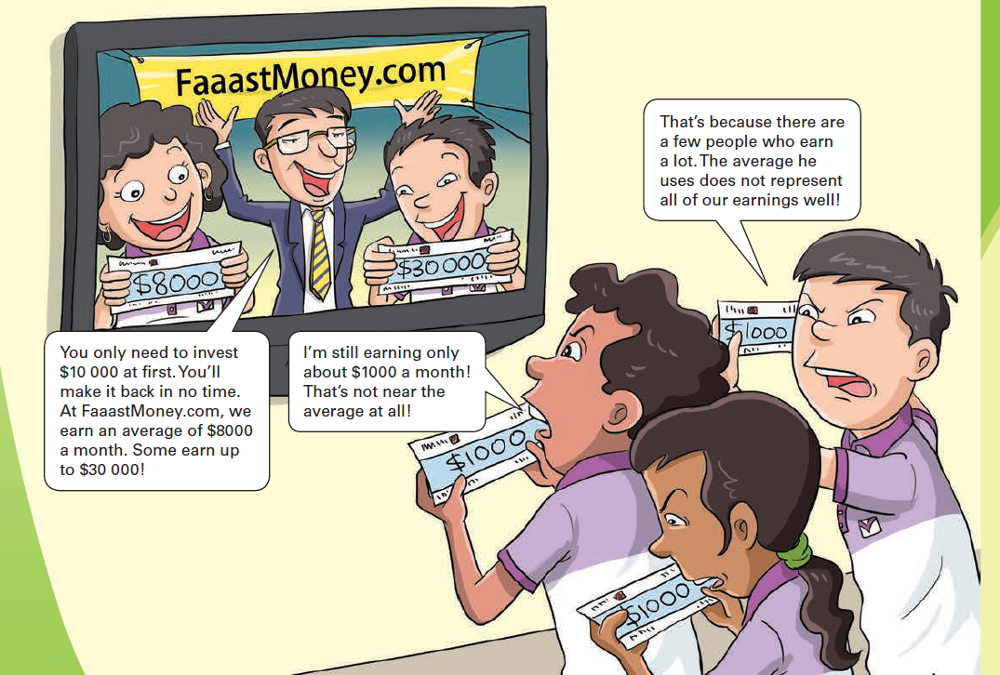 FaaastMoney.com
$8000
$30 000
You only need to invest
$10 000 at first. You’ll
make it back in no time.
At FaaastMoney.com, we
earn an average of $8000
a month. Some earn up
to $30 000!
I’m still earning only
about $1000 a month!
That’s not near the
average at all!
That’s because there are
a few people who earn
a lot. The average he
uses does not represent
all of our earnings well!
$1000
$1000
$1000